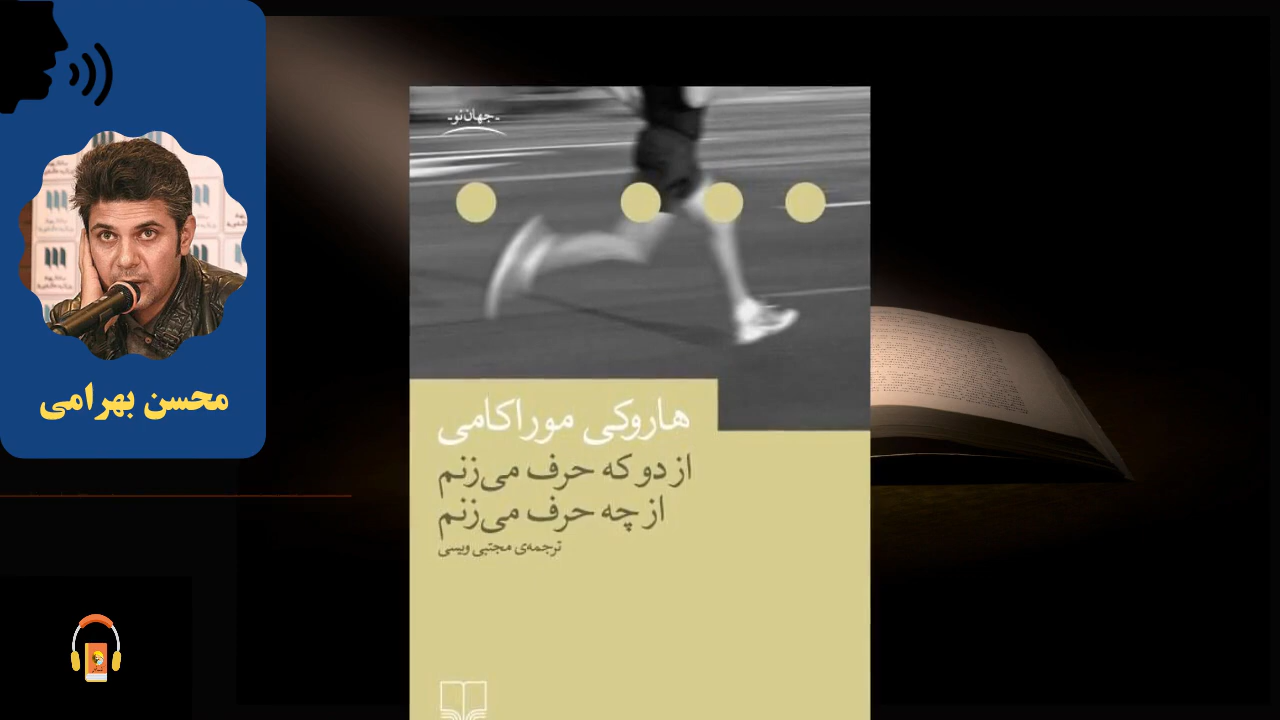 محسن بهرامی
ـ جهان‌نو ـ
هاروکی موراکامی
از دو که حرف می‌زنم
از چه حرف می‌زنم
ترجمه‌ی مجتبی ویسی